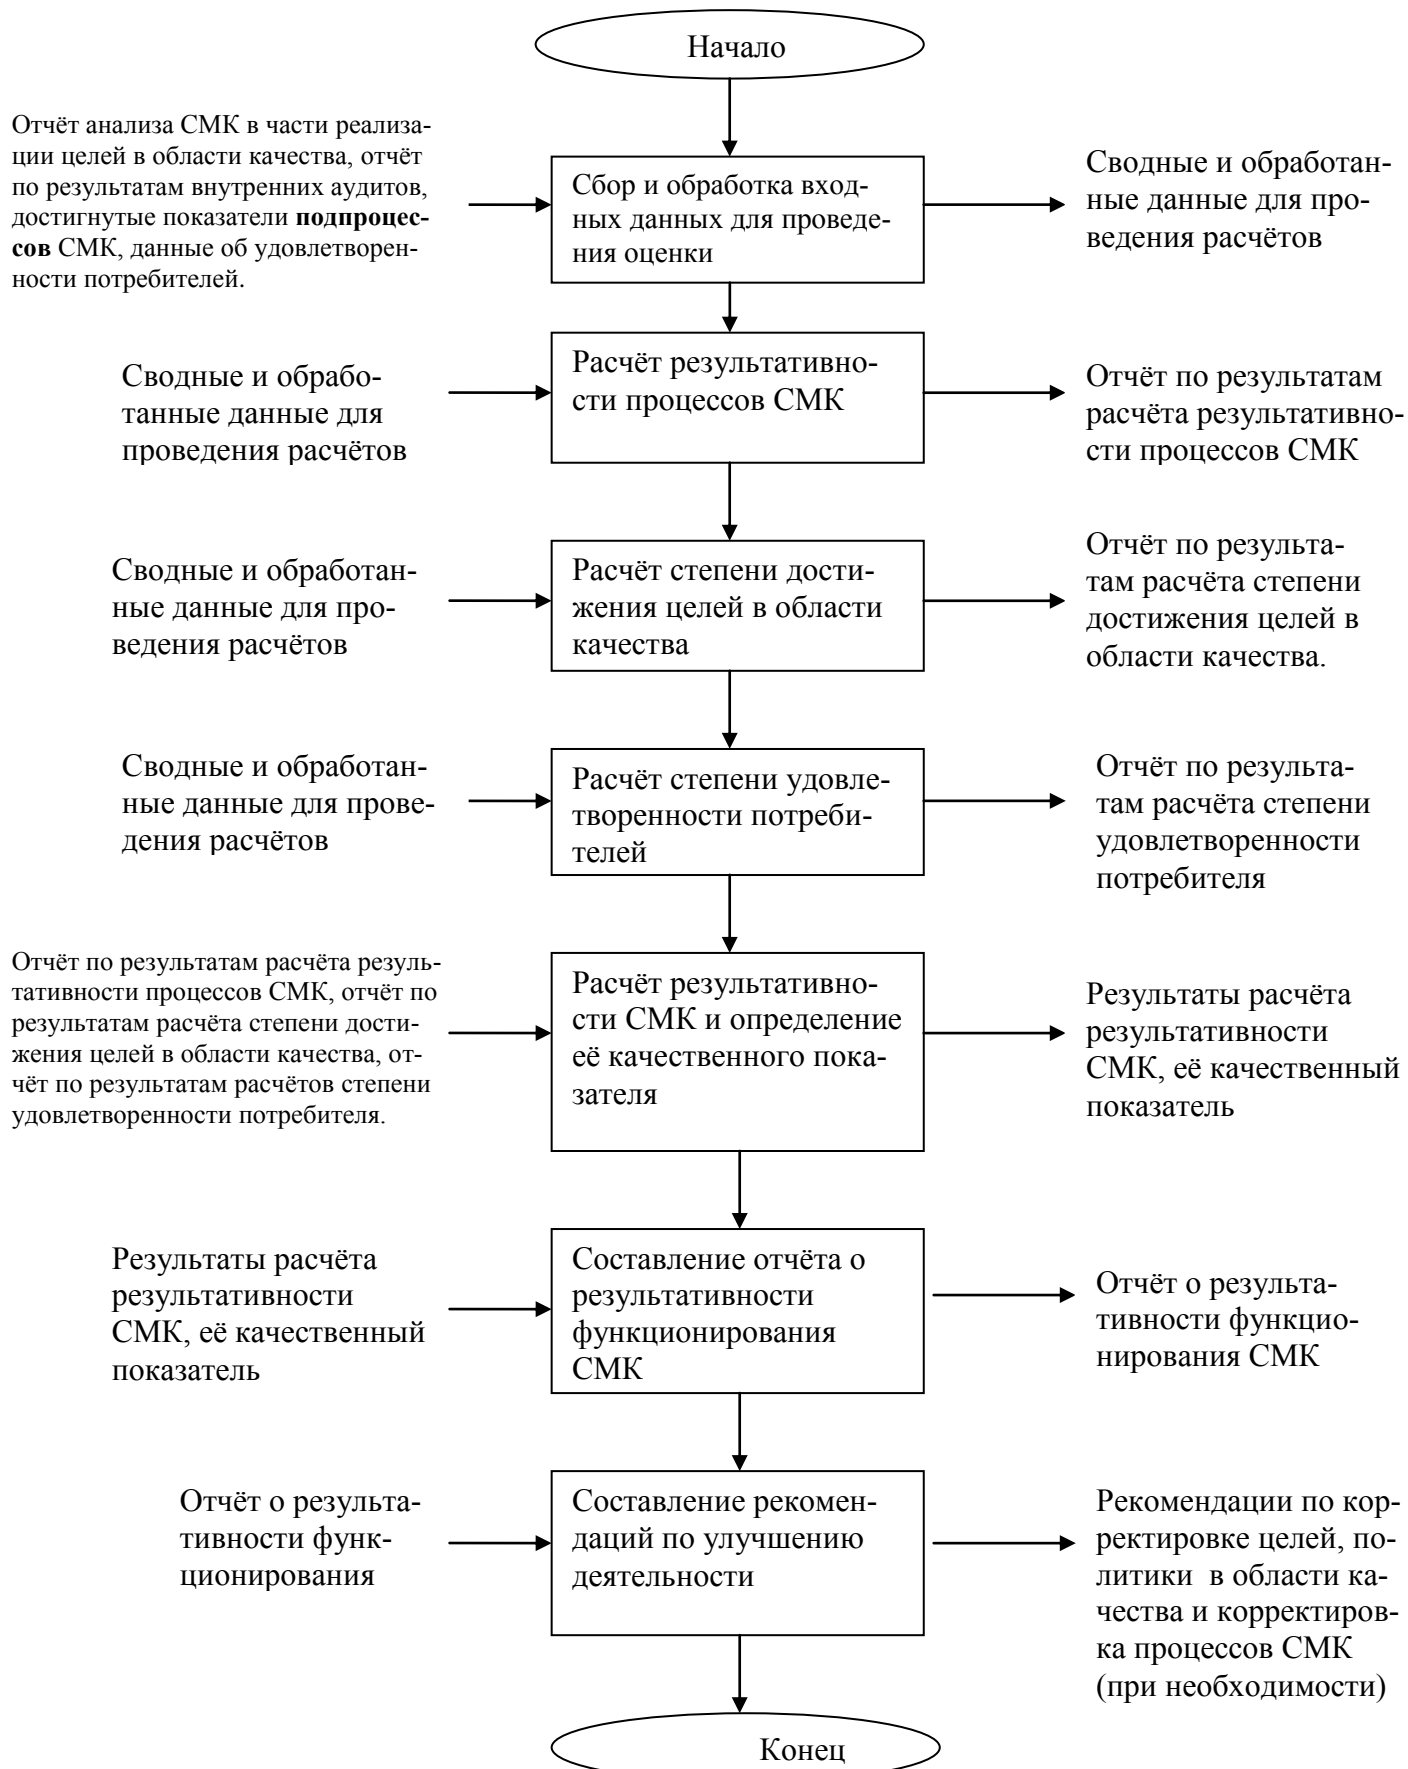 Начало
Отчёт анализа СМК в части реализа-
ции целей в области качества, отчёт
по результатам внутренних аудитов,
достигнутые показатели подпроцес-
сов СМК, данные об удовлетворен-
ности потребителей.
Сбор и обработка вход-
ных данных для проведе-
ния оценки
Сводные и обработан-
ные данные для про-
ведения расчётов
Сводные и обрабо-
танные данные для
проведения расчётов
Расчёт результативно-
сти процессов СМК
Отчёт по результатам
расчёта результативно-
сти процессов СМК
Сводные и обработан-
ные данные для про-
ведения расчётов
Расчёт степени дости-
жения целей в области
качества
Отчёт по результа-
там расчёта степени
достижения целей в
области качества.
Сводные и обработан-
ные данные для прове-
дения расчётов
Расчёт степени удовле-
творенности потреби-
телей
Отчёт по результа-
там расчёта степени
удовлетворенности
потребителя
Отчёт по результатам расчёта резуль-
тативности процессов СМК, отчёт по
результатам расчёта степени дости-
жения целей в области качества, от-
чёт по результатам расчётов степени
удовлетворенности потребителя.
Расчёт результативно-
сти СМК и определение
её качественного пока-
зателя
Результаты расчёта
результативности
СМК, её качественный
показатель
Результаты расчёта
результативности
СМК, её качественный
показатель
Составление отчёта о
результативности
функционирования
СМК
Отчёт о результа-
тивности функцио-
нирования СМК
Отчёт о результа-
тивности функ-
ционирования
Составление рекомен-
даций по улучшению
деятельности
Рекомендации по кор-
ректировке целей, по-
литики в области ка-
чества и корректиров-
ка процессов СМК
(при необходимости)
Конец